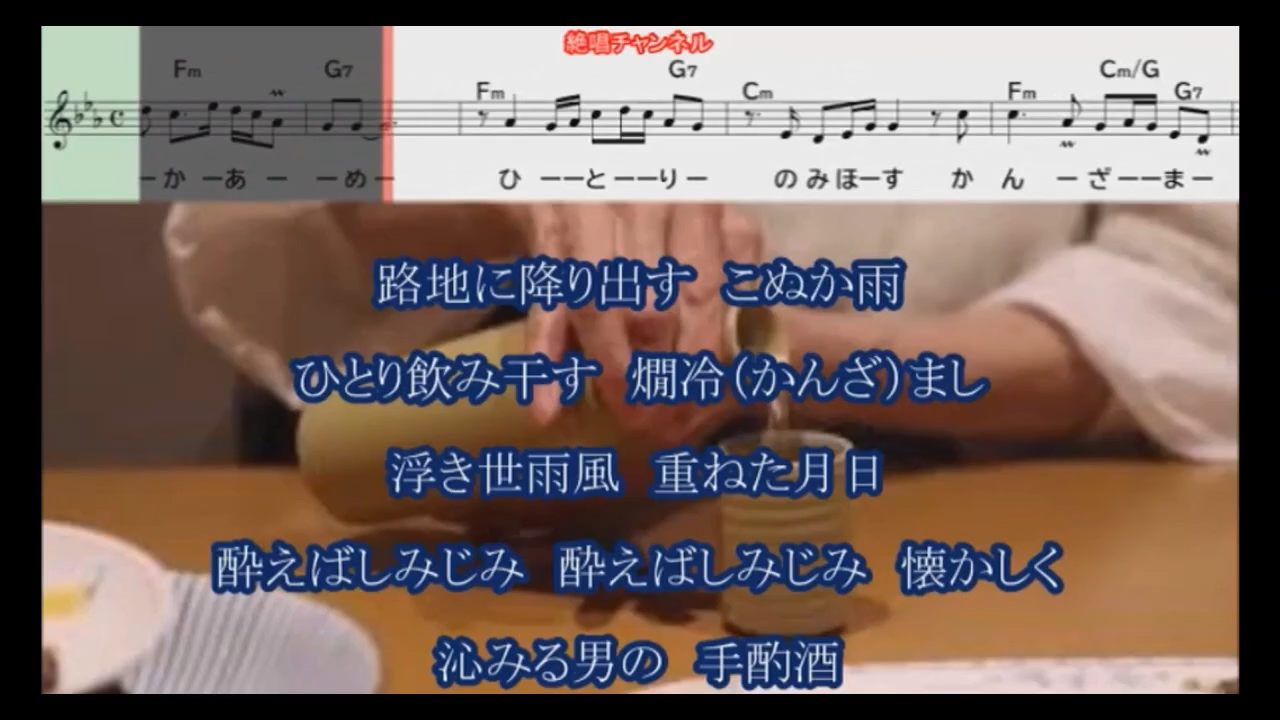 絶唱チャンネル
Fm G7 Fm G7 Cm Fm Cm/G G7
ーか ーあ ー ーめー ひ ーーとーーりー のみほーす か ん ーざーーまー
路地に降り出す　こぬか雨
ひとり飲み干す　燗冷（かんざ）まし
浮き世雨風　重ねた月日
酔えばしみじみ　酔えばしみじみ　懐かしく
沁みる男の　手酌酒